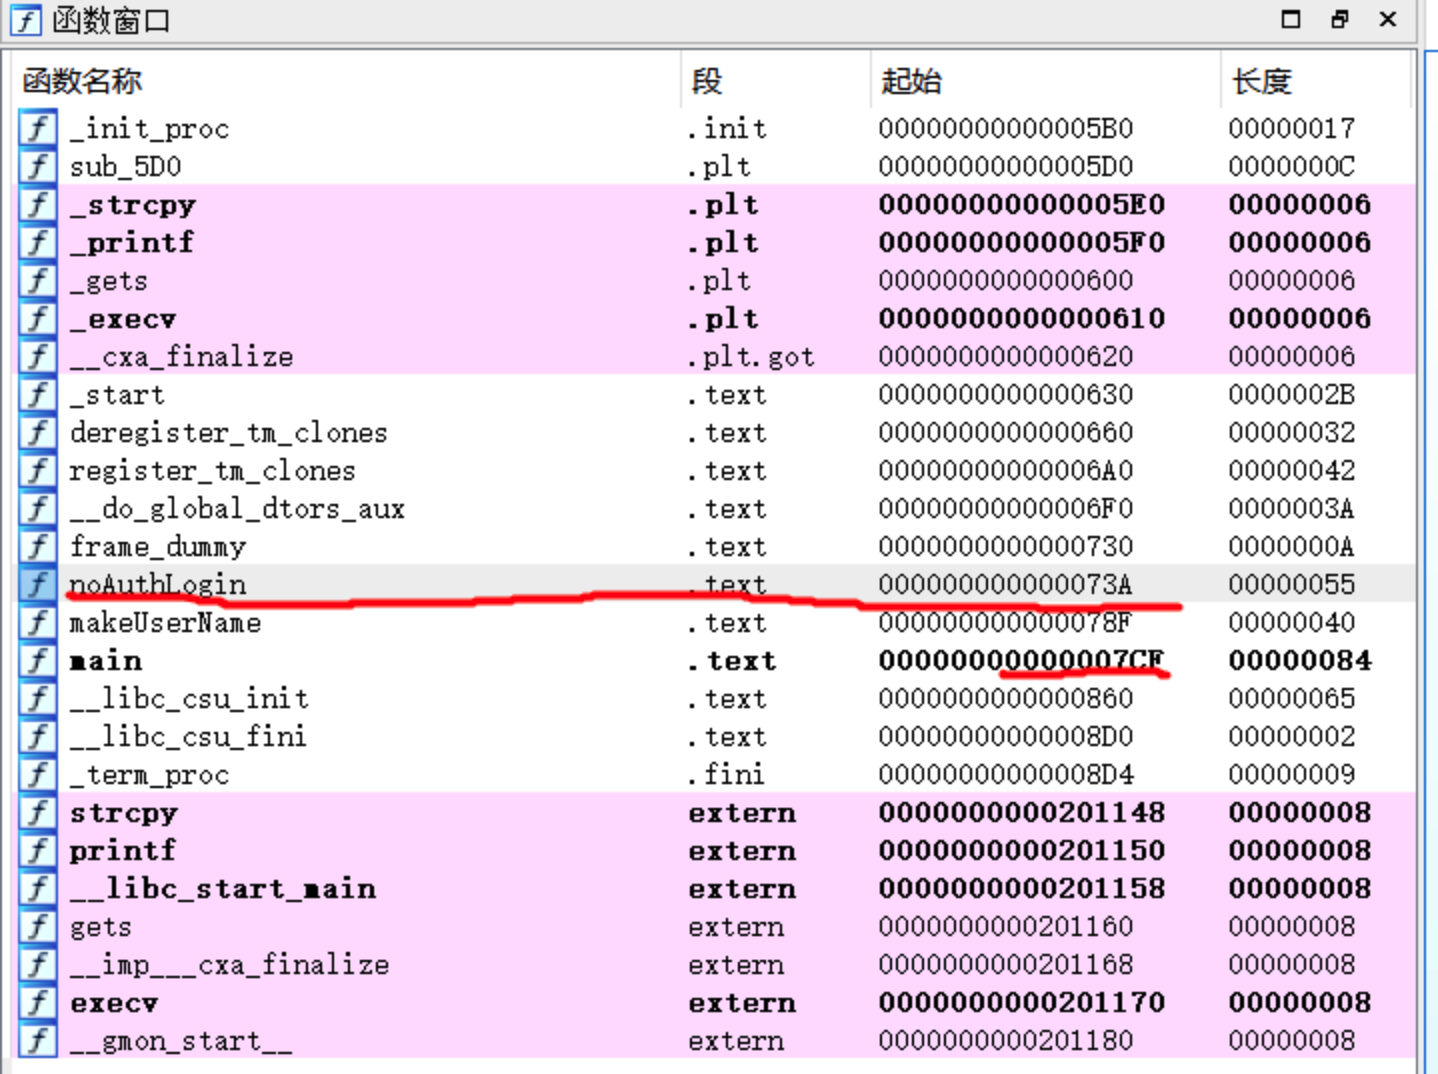 函数窗口
函数名称 段 起始 长度
_init_proc .init 00000000000005B0 00000017
sub_5D0 .plt 00000000000005D0 0000000C
_strcpy .plt 00000000000005E0 00000006
_printf .plt 00000000000005F0 00000006
_gets .plt 0000000000000600 00000006
_execv .plt 0000000000000610 00000006
__cxa_finalize .plt.got 0000000000000620 00000006
_start .text 0000000000000630 0000002B
deregister_tm_clones .text 0000000000000660 00000032
register_tm_clones .text 00000000000006A0 00000042
__do_global_dtors_aux .text 00000000000006F0 0000003A
frame_dummy .text 0000000000000730 0000000A
noAuthLogin .text 000000000000073A 00000055
makeUserName .text 000000000000078F 00000040
main .text 00000000000007CF 00000084
__libc_csu_init .text 0000000000000860 00000065
__libc_csu_fini .text 00000000000008D0 00000002
_term_proc .fini 00000000000008D4 00000009
strcpy extern 0000000000201148 00000008
printf extern 0000000000201150 00000008
__libc_start_main extern 0000000000201158 00000008
gets extern 0000000000201160 00000008
__imp___cxa_finalize extern 0000000000201168 00000008
execv extern 0000000000201170 00000008
__gmon_start__ extern 0000000000201180 00000008